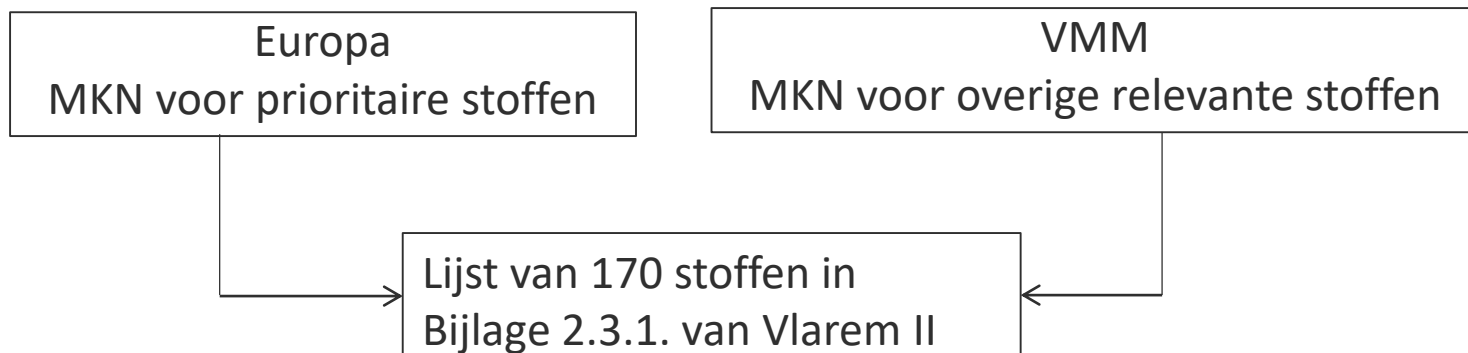 Europa
MKN voor prioritaire stoffen
VMM
MKN voor overige relevante stoffen
Lijst van 170 stoffen in
Bijlage 2.3.1. van Vlarem II